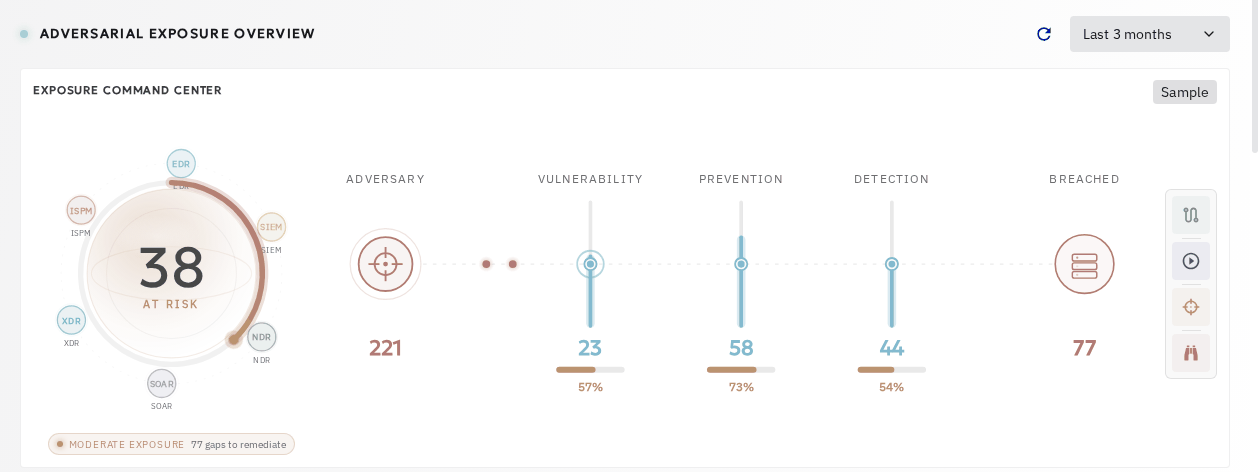 ADVERSARIAL EXPOSURE OVERVIEW
Last 3 months
EXPOSURE COMMAND CENTER
Sample
EDR
EDR
ISPM
ISPM
SIEM
SIEM
38
AT RISK
XDR
XDR
NDR
NDR
SOAR
SOAR
MODERATE EXPOSURE 77 gaps to remediate
ADVERSARY
VULNERABILITY
PREVENTION
DETECTION
BREACHED
221
23
58
44
77
57%
73%
54%